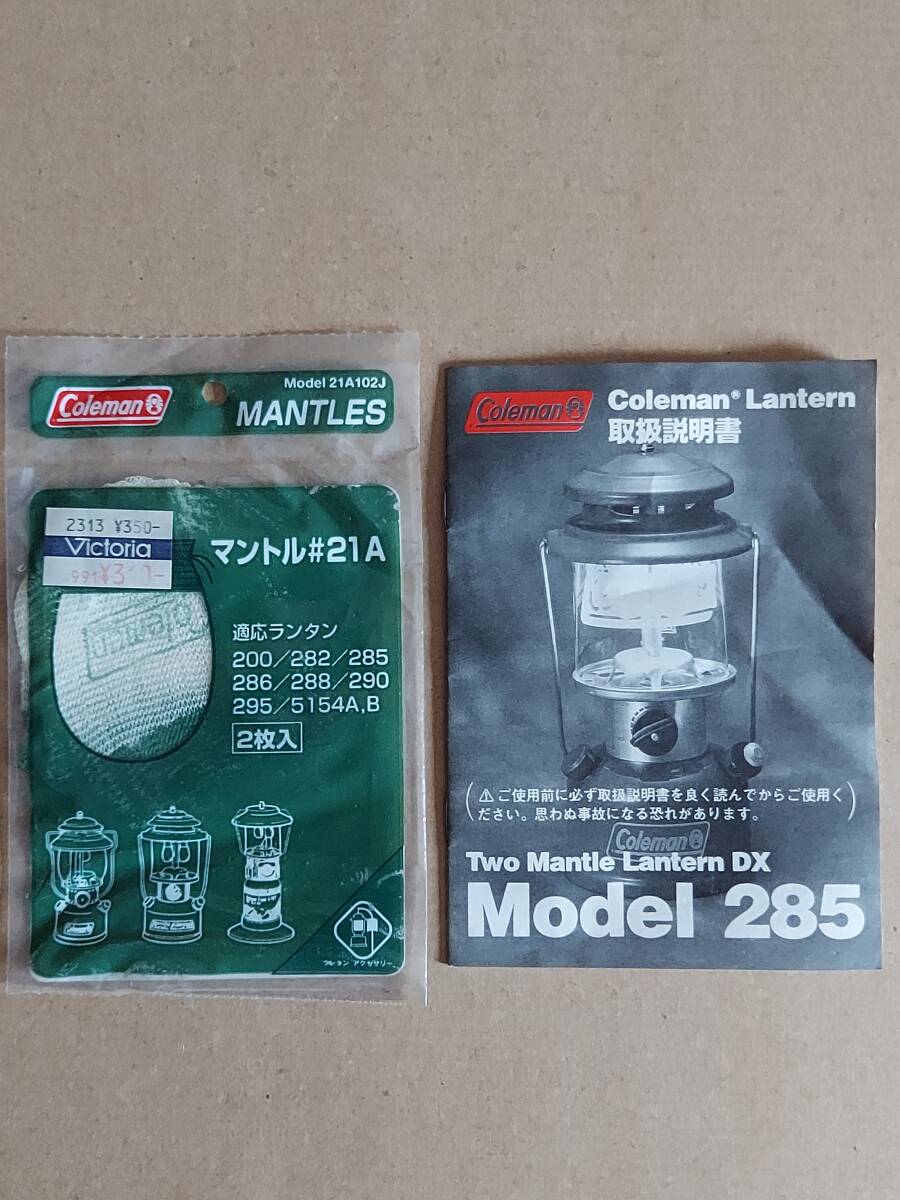 Coleman
Model 21A102J
MANTLES
2313 ¥350-
Victoria
マントル#21A
適応ランタン
200/282/285
286/288/290
295/5154A,B
2枚入
Coleman
Coleman® Lantern
取扱説明書
⚠ご使用前に必ず取扱説明書を良く読んでからご使用く
ださい。思わぬ事故になる恐れがあります。
Coleman
Two Mantle Lantern DX
Model 285